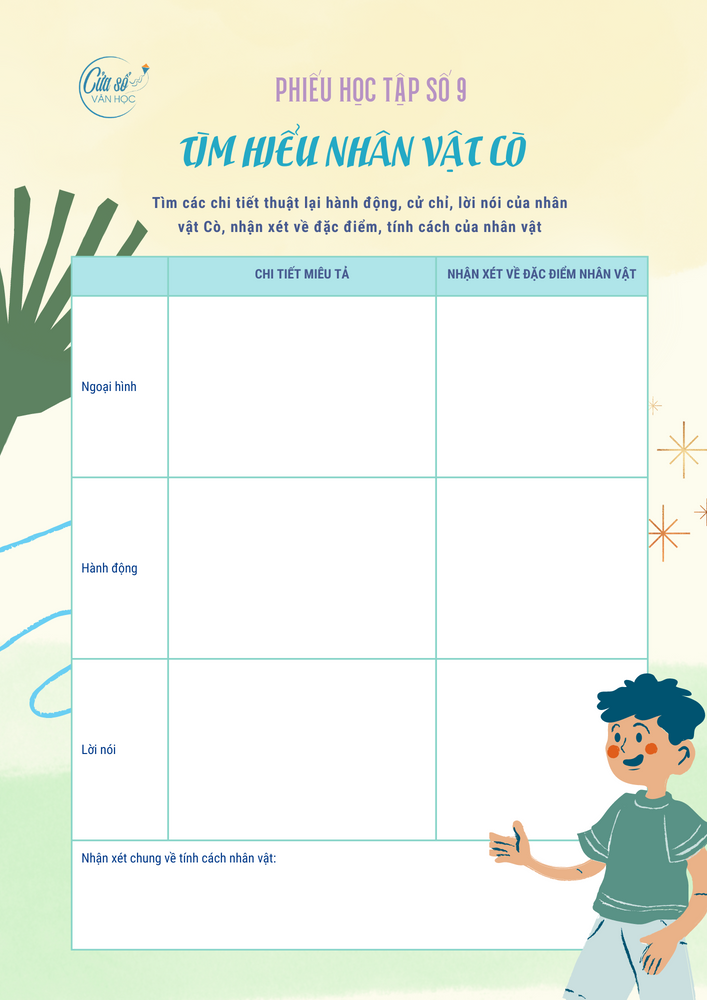 Cửa sổ
VĂN HỌC
PHIẾU HỌC TẬP SỐ 9
TÌM HIỂU NHÂN VẬT CÒ
Tìm các chi tiết thuật lại hành động, cử chỉ, lời nói của nhân
vật Cò, nhận xét về đặc điểm, tính cách của nhân vật
CHI TIẾT MIÊU TẢ
NHẬN XÉT VỀ ĐẶC ĐIỂM NHÂN VẬT
Ngoại hình
Hành động
Lời nói
Nhận xét chung về tính cách nhân vật: